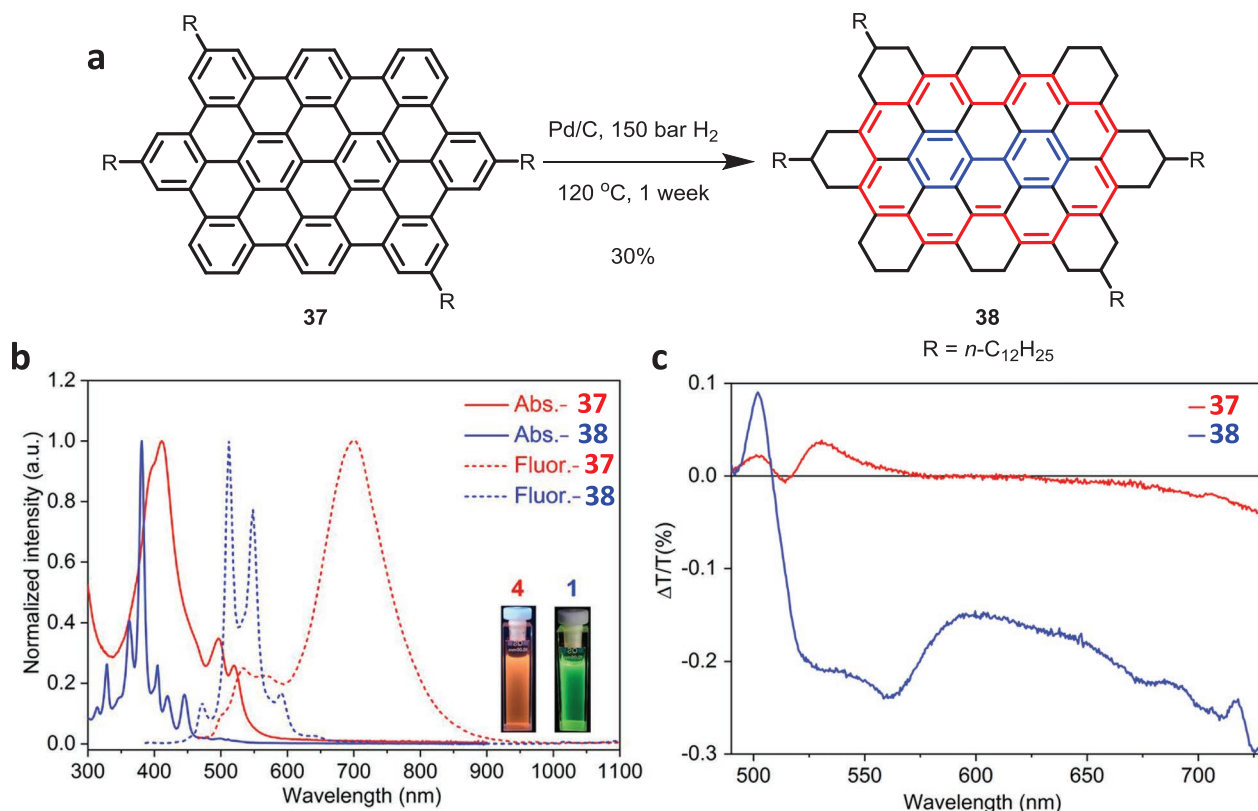 a
R
R
R
R
37
Pd/C, 150 bar H2
120 oC, 1 week
30%
R
R
R
R
38
R = n-C12H25
b
Normalized intensity (a.u.)
1.2
1.0
0.8
0.6
0.4
0.2
0.0
300 400 500 600 700 800 900 1000 1100
Wavelength (nm)
Abs.- 37
Abs.- 38
Fluor.- 37
Fluor.- 38
4 1
c
ΔT/T(%)
0.1
0.0
-0.1
-0.2
-0.3
500 550 600 650 700
Wavelength (nm)
37
38